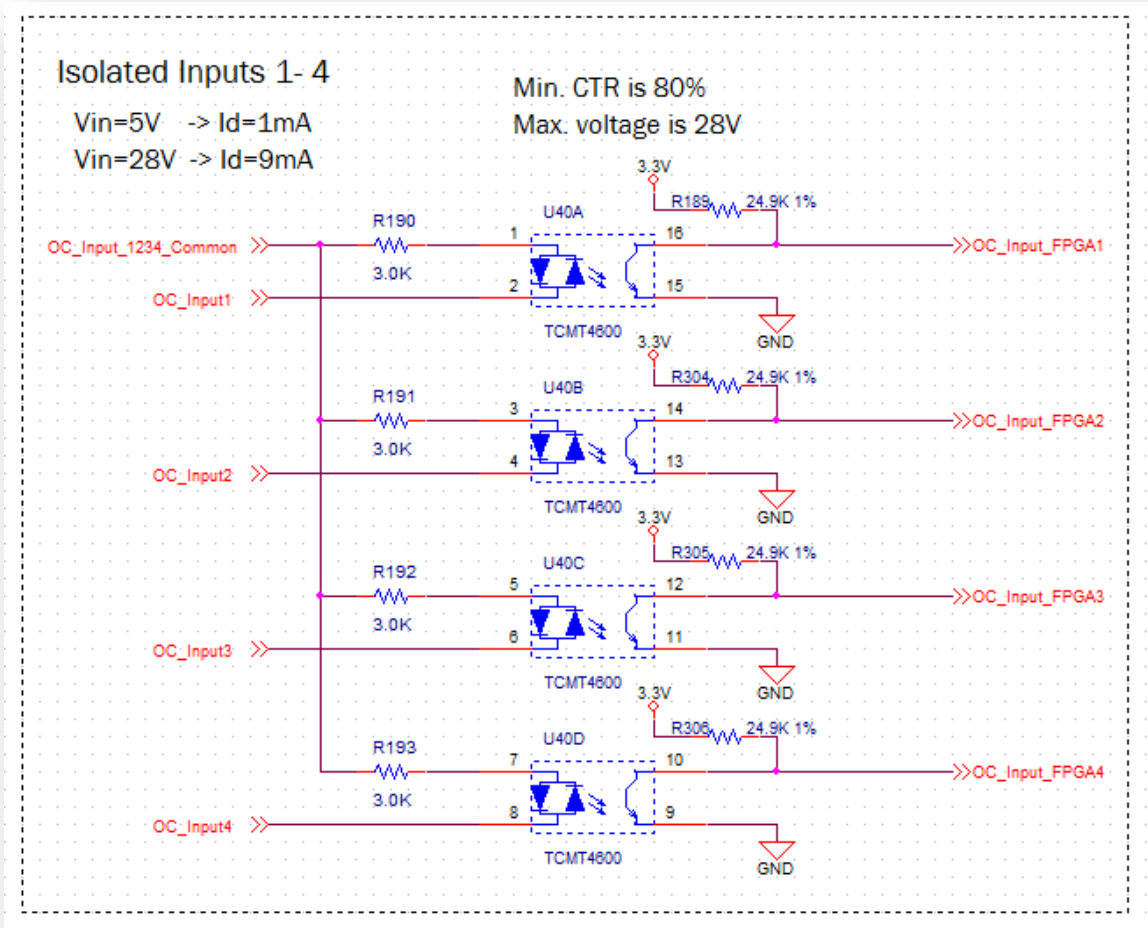 Isolated Inputs 1- 4
Vin=5V -> Id=1mA
Vin=28V -> Id=9mA
Min. CTR is 80%
Max. voltage is 28V
3.3V
R189 24.9K 1%
R190
U40A
OC_Input_1234_Common
1
16
OC_Input_FPGA1
3.0K
2
15
OC_Input1
TCMT4600
GND
3.3V
R304 24.9K 1%
R191
U40B
3
14
OC_Input_FPGA2
3.0K
4
13
OC_Input2
TCMT4600
GND
3.3V
R305 24.9K 1%
R192
U40C
5
12
OC_Input_FPGA3
3.0K
6
11
OC_Input3
TCMT4600
GND
3.3V
R306 24.9K 1%
R193
U40D
7
10
OC_Input_FPGA4
3.0K
8
9
OC_Input4
TCMT4600
GND